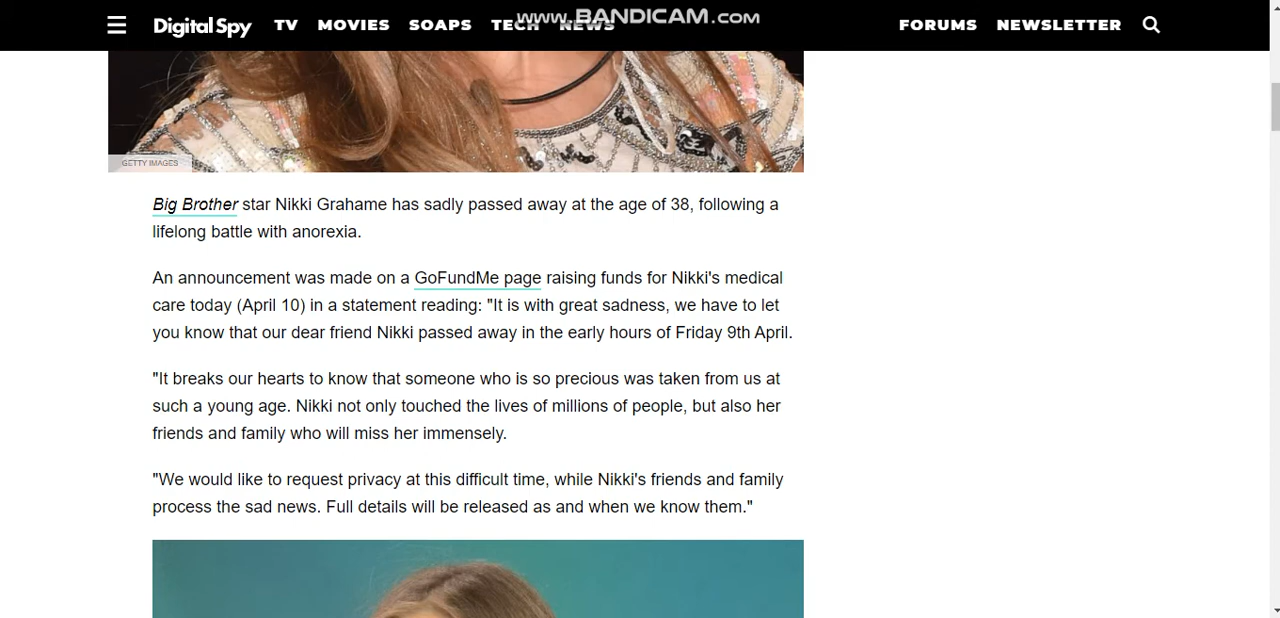 www.BANDICAM.com
DigitalSpy TV MOVIES SOAPS TECH NEWS FORUMS NEWSLETTER
GETTY IMAGES
Big Brother star Nikki Grahame has sadly passed away at the age of 38, following a
lifelong battle with anorexia.
An announcement was made on a GoFundMe page raising funds for Nikki's medical
care today (April 10) in a statement reading: "It is with great sadness, we have to let
you know that our dear friend Nikki passed away in the early hours of Friday 9th April.
"It breaks our hearts to know that someone who is so precious was taken from us at
such a young age. Nikki not only touched the lives of millions of people, but also her
friends and family who will miss her immensely.
"We would like to request privacy at this difficult time, while Nikki's friends and family
process the sad news. Full details will be released as and when we know them."